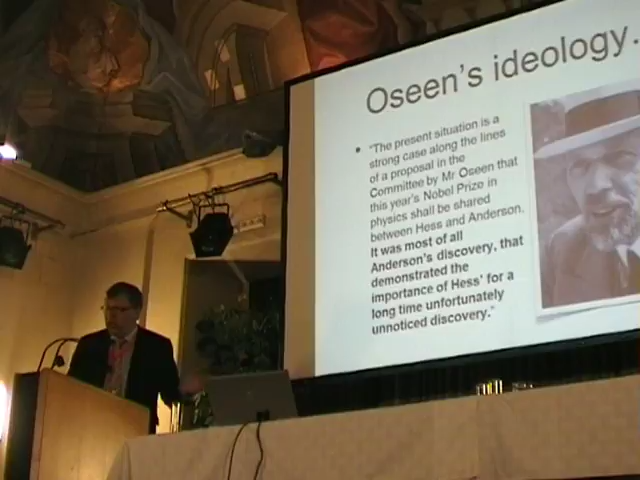 Oseen's ideology.
• "The present situation is a
strong case along the lines
of a proposal in the
Committee by Mr Oseen that
this year's Nobel Prize in
physics shall be shared
between Hess and Anderson.
It was most of all
Anderson's discovery, that
demonstrated the
importance of Hess' for a
long time unfortunately
unnoticed discovery."